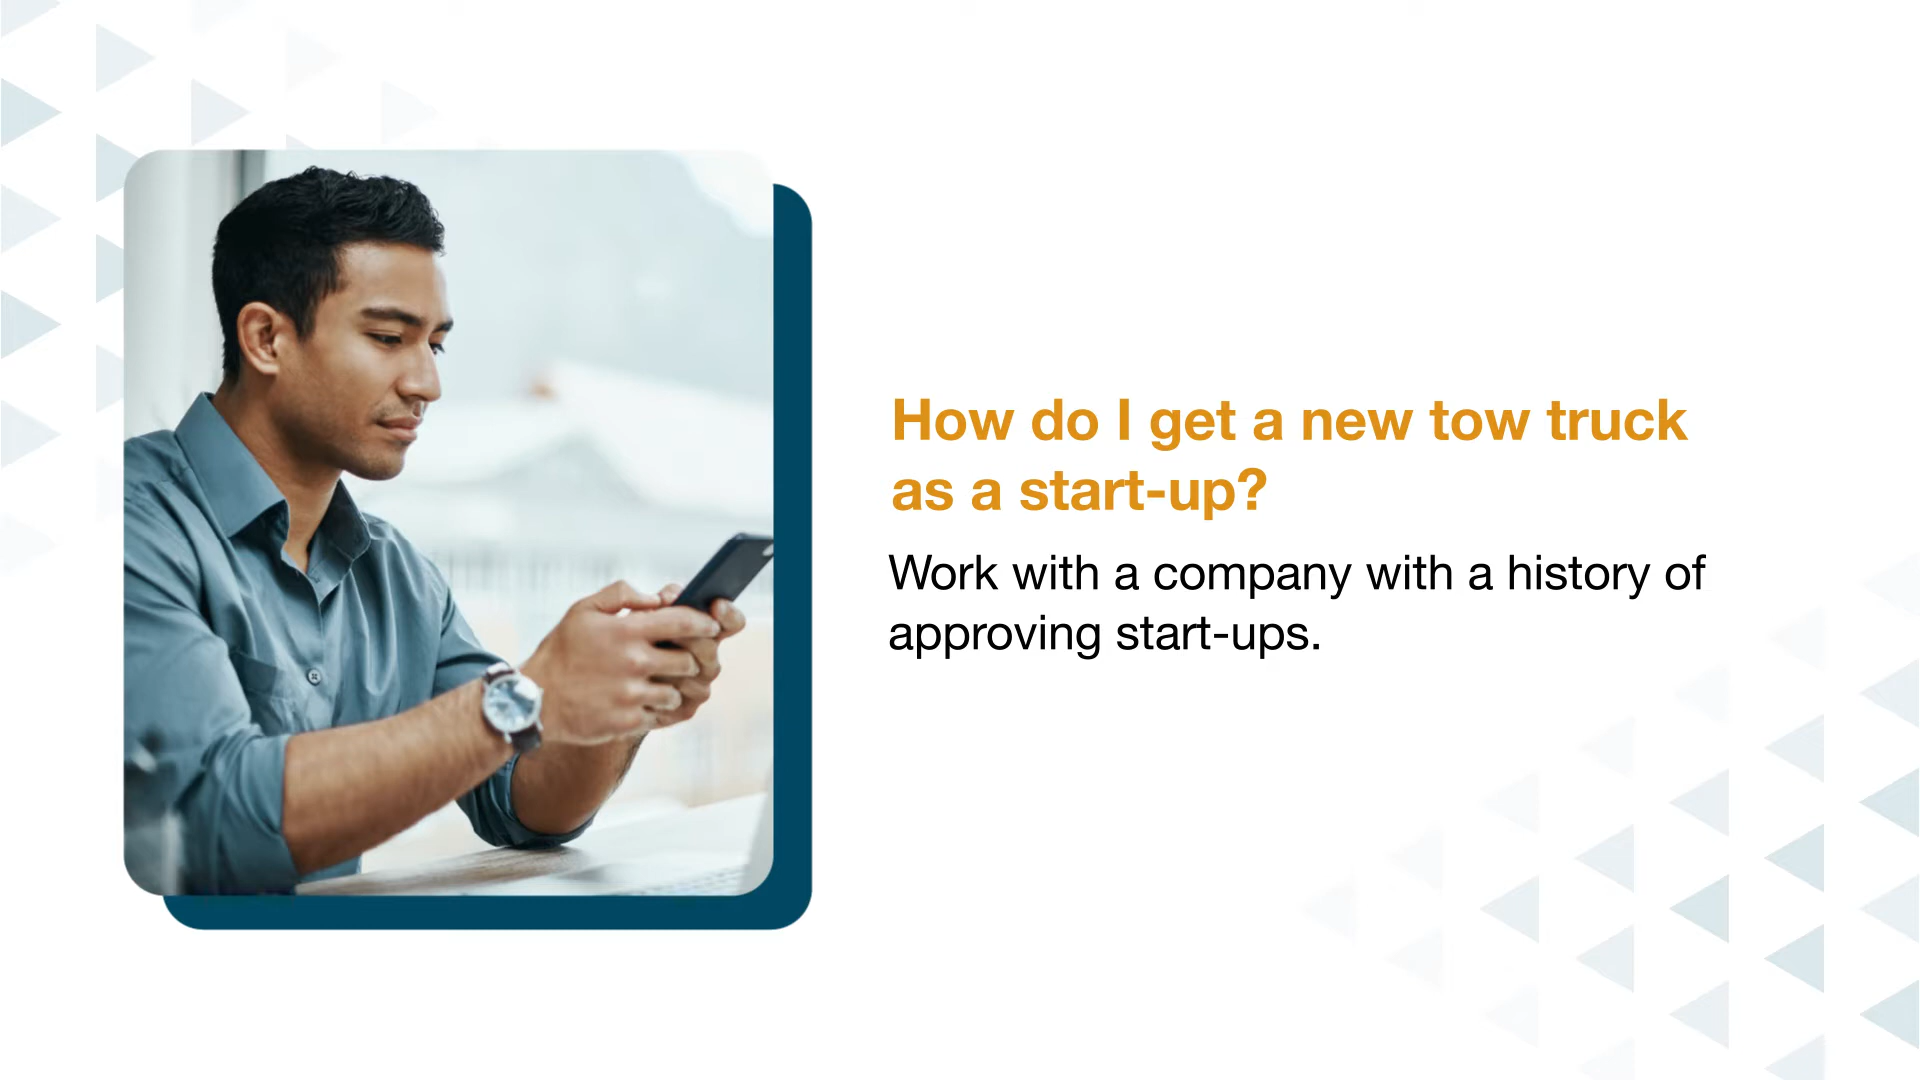 How do I get a new tow truck
as a start-up?
Work with a company with a history of
approving start-ups.